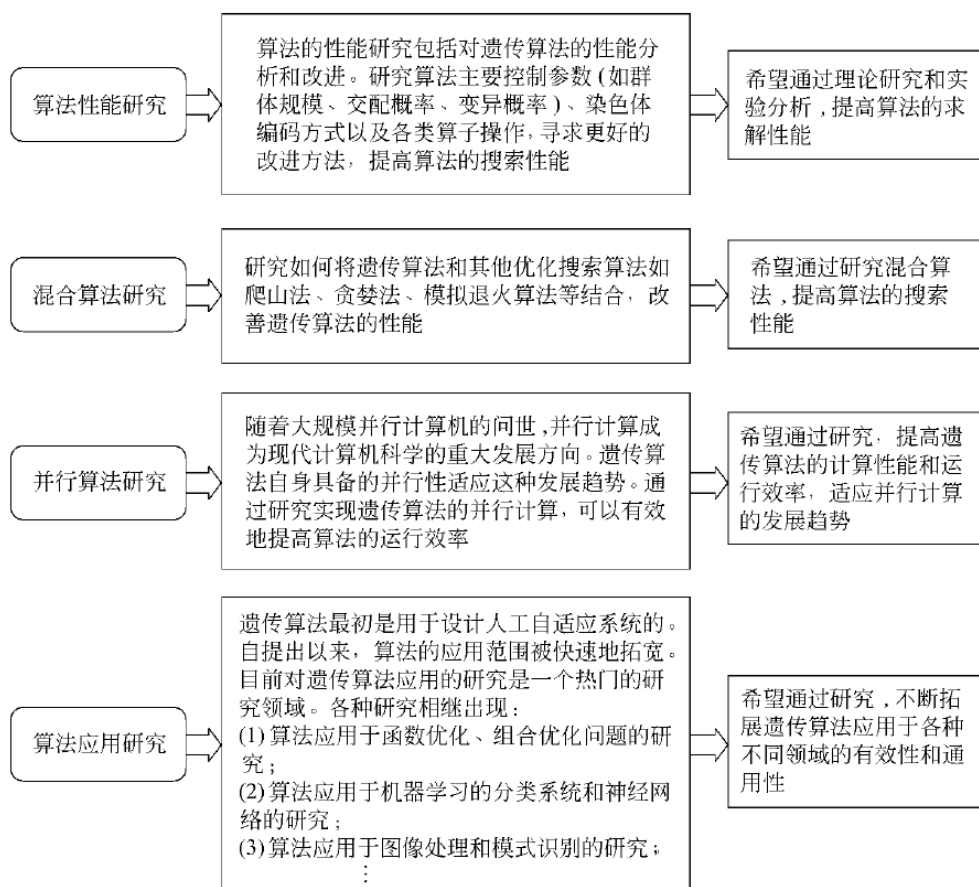 算法性能研究
算法的性能研究包括对遗传算法的性能分
析和改进。研究算法主要控制参数(如群
体规模、交配概率、变异概率)、染色体
编码方式以及各类算子操作,寻求更好的
改进方法，提高算法的搜索性能
希望通过理论研究和实
验分析,提高算法的求
解性能
混合算法研究
研究如何将遗传算法和其他优化搜索算法如
爬山法、贪婪法、模拟退火算法等结合，改
善遗传算法的性能
希望通过研究混合算
法,提高算法的搜索
性能
并行算法研究
随着大规模并行计算机的问世,并行计算成
为现代计算机科学的重大发展方向。遗传算
法自身具备的并行性适应这种发展趋势。通
过研究实现遗传算法的并行计算，可以有效
地提高算法的运行效率
希望通过研究，提高遗
传算法的计算性能和运
行效率，适应并行计算
的发展趋势
算法应用研究
遗传算法最初是用于设计人工自适应系统的。
自提出以来，算法的应用范围被快速地拓宽。
目前对遗传算法应用的研究是一个热门的研
究领域。各种研究相继出现：
(1)算法应用于函数优化、组合优化问题的研
究；
(2)算法应用于机器学习的分类系统和神经网
络的研究；
(3)算法应用于图像处理和模式识别的研究；
⋮
希望通过研究,不断拓
展遗传算法应用于各种
不同领域的有效性和通
用性